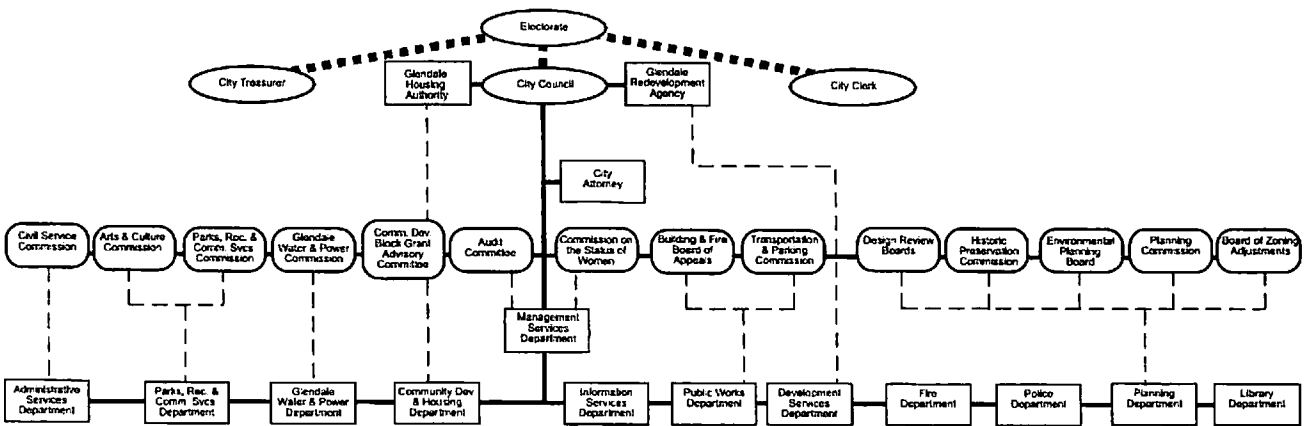 Electorate
City Treasurer
Glendale
Housing
Authority
City Council
Glendale
Redevelopment
Agency
City Clerk
City
Attorney
Civil Service
Commission
Arts & Culture
Commission
Parks, Rec. &
Comm. Svcs
Commission
Glendale
Water & Power
Commission
Comm. Dev.
Block Grant
Advisory
Committee
Audit
Committee
Commission on
the Status of
Women
Building & Fire
Board of
Appeals
Transportation
& Parking
Commission
Design Review
Boards
Historic
Preservation
Commission
Environmental
Planning
Board
Planning
Commission
Board of Zoning
Adjustments
Management
Services
Department
Administrative
Services
Department
Parks, Rec. &
Comm. Svcs
Department
Glendale
Water & Power
Department
Community Dev
& Housing
Department
Information
Services
Department
Public Works
Department
Development
Services
Department
Fire
Department
Police
Department
Planning
Department
Library
Department